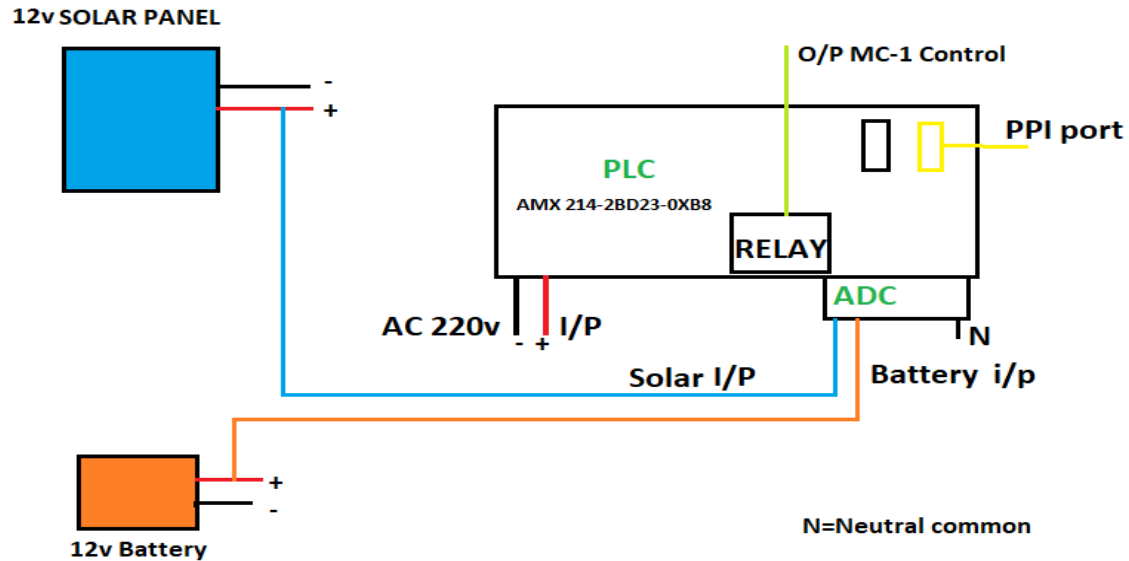 12v SOLAR PANEL
-
+
O/P MC-1 Control
PPI port
PLC
AMX 214-2BD23-0XB8
RELAY
ADC
AC 220v
- +
I/P
N
Solar I/P
Battery i/p
+
-
12v Battery
N=Neutral common